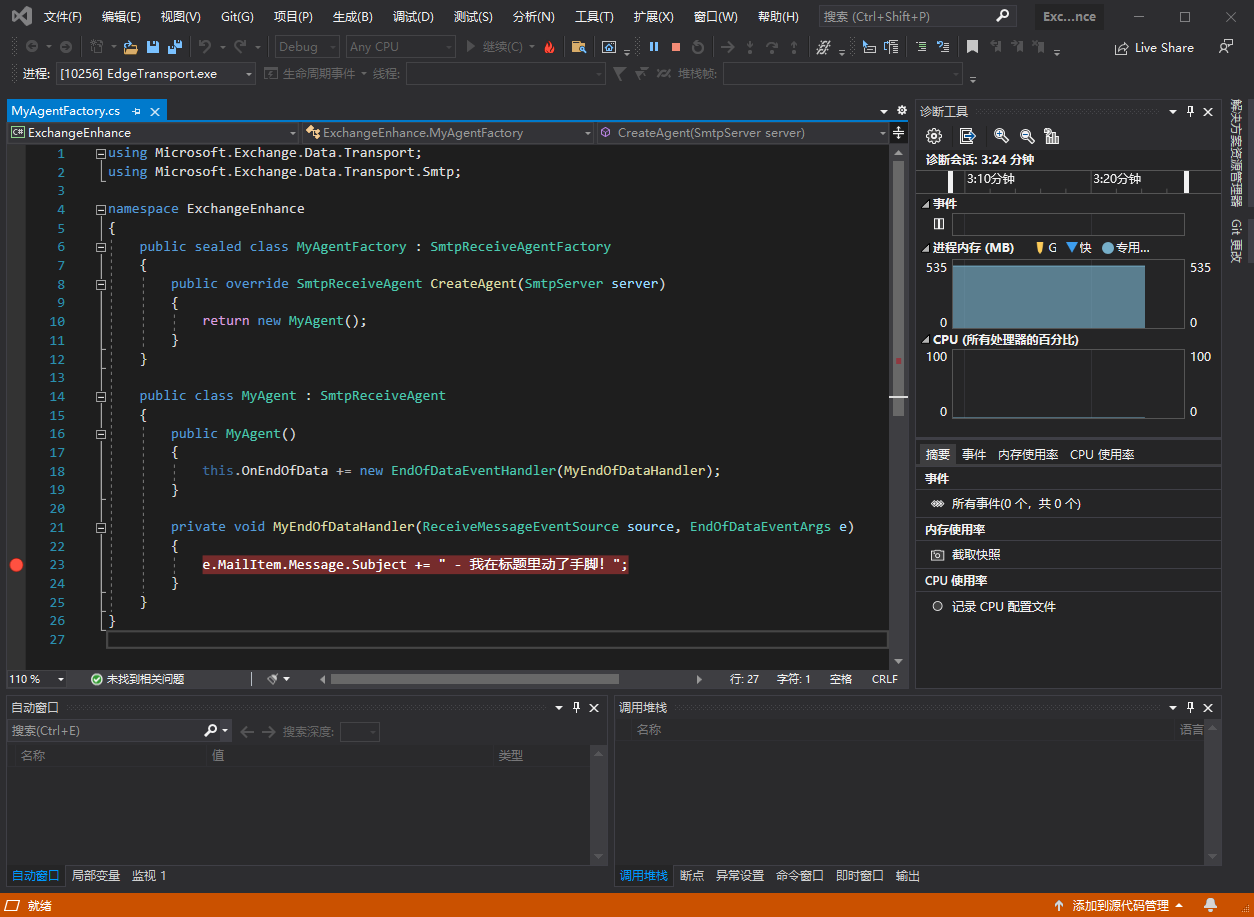 文件(F) 编辑(E) 视图(V) Git(G) 项目(P) 生成(B) 调试(D) 测试(S) 分析(N) 工具(T) 扩展(X) 窗口(W) 帮助(H) 搜索 (Ctrl+Shift+P) Exc...nce
Debug Any CPU 继续(C) Live Share
进程: [10256] EdgeTransport.exe 生命周期事件 线程: 堆栈帧:
MyAgentFactory.cs
C# ExchangeEnhance ExchangeEnhance.MyAgentFactory CreateAgent(SmtpServer server)
1 using Microsoft.Exchange.Data.Transport;
2 using Microsoft.Exchange.Data.Transport.Smtp;
3
4 namespace ExchangeEnhance
5 {
6 public sealed class MyAgentFactory : SmtpReceiveAgentFactory
7 {
8 public override SmtpReceiveAgent CreateAgent(SmtpServer server)
9 {
10 return new MyAgent();
11 }
12 }
13
14 public class MyAgent : SmtpReceiveAgent
15 {
16 public MyAgent()
17 {
18 this.OnEndOfData += new EndOfDataEventHandler(MyEndOfDataHandler);
19 }
20
21 private void MyEndOfDataHandler(ReceiveMessageEventSource source, EndOfDataEventArgs e)
22 {
23 e.MailItem.Message.Subject += " - 我在标题里动了手脚！";
24 }
25 }
26 }
27
110 % 未找到相关问题 行: 27 字符: 1 空格 CRLF
诊断工具
诊断会话: 3:24 分钟
3:10分钟 3:20分钟
事件
进程内存 (MB) G 快 专用...
535 535
0 0
CPU (所有处理器的百分比)
100 100
0 0
摘要 事件 内存使用率 CPU 使用率
事件
所有事件(0 个，共 0 个)
内存使用率
截取快照
CPU 使用率
记录 CPU 配置文件
解决方案资源管理器
Git 更改
自动窗口
搜索(Ctrl+E) 搜索深度:
名称 值 类型
自动窗口 局部变量 监视 1
调用堆栈
名称 语言
调用堆栈 断点 异常设置 命令窗口 即时窗口 输出
就绪 添加到源代码管理